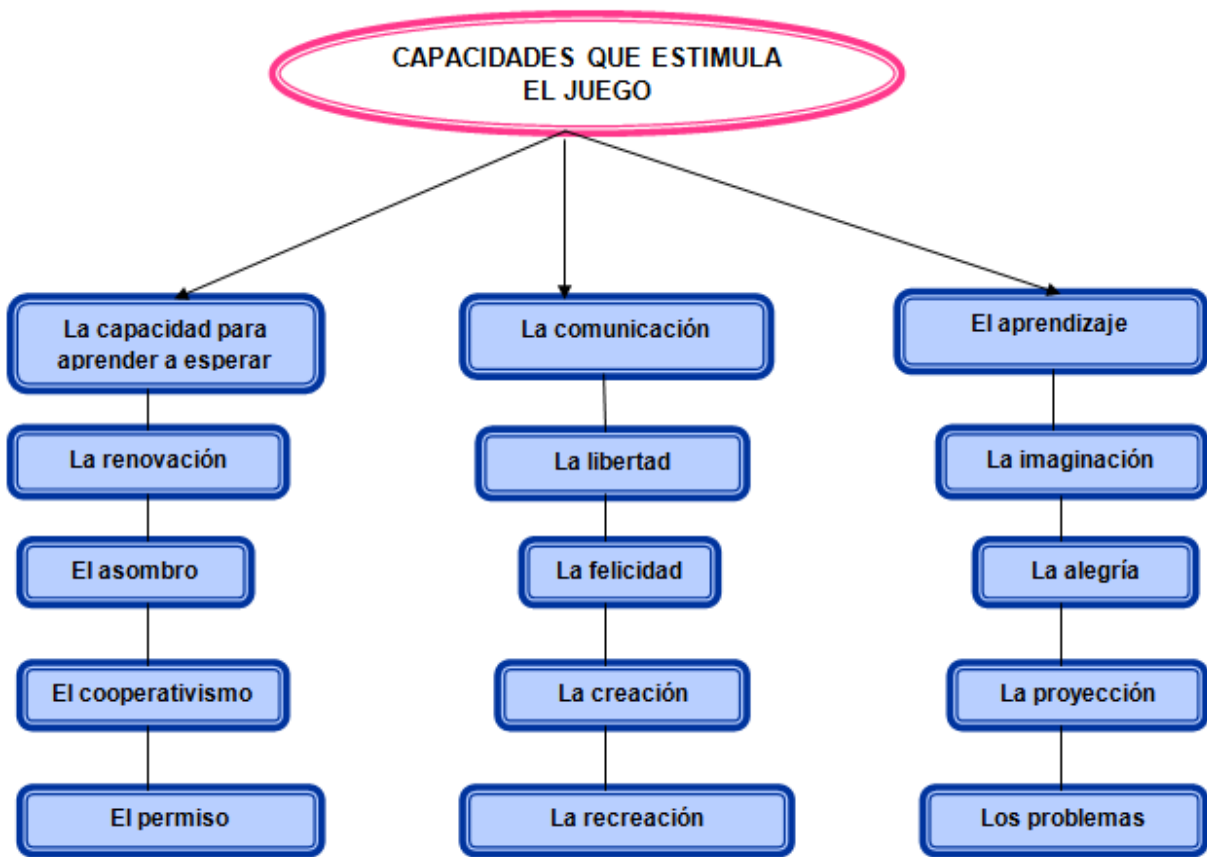 CAPACIDADES QUE ESTIMULA
EL JUEGO
La capacidad para
aprender a esperar
La renovación
El asombro
El cooperativismo
El permiso
La comunicación
La libertad
La felicidad
La creación
La recreación
El aprendizaje
La imaginación
La alegría
La proyección
Los problemas